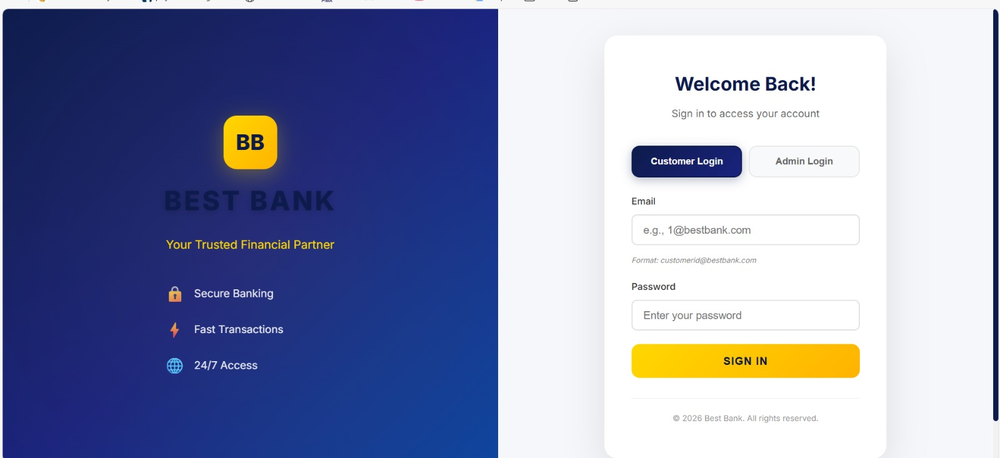 BB
BEST BANK
Your Trusted Financial Partner
Secure Banking
Fast Transactions
24/7 Access
Welcome Back!
Sign in to access your account
Customer Login
Admin Login
Email
e.g., 1@bestbank.com
Format: customerid@bestbank.com
Password
Enter your password
SIGN IN
© 2026 Best Bank. All rights reserved.